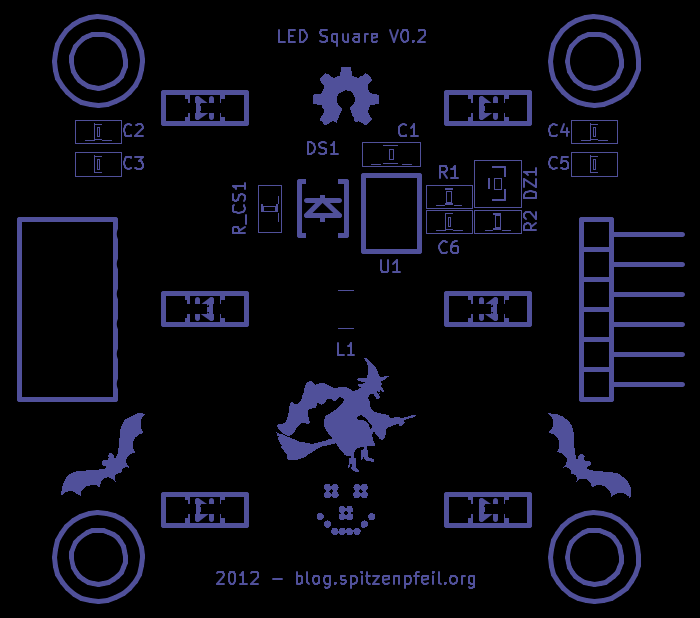 LED Square V0.2
C2
C3
DS1
C1
C4
C5
R_CS1
R1
DZ1
R2
C6
U1
L1
2012 - blog.spitzenpfeil.org